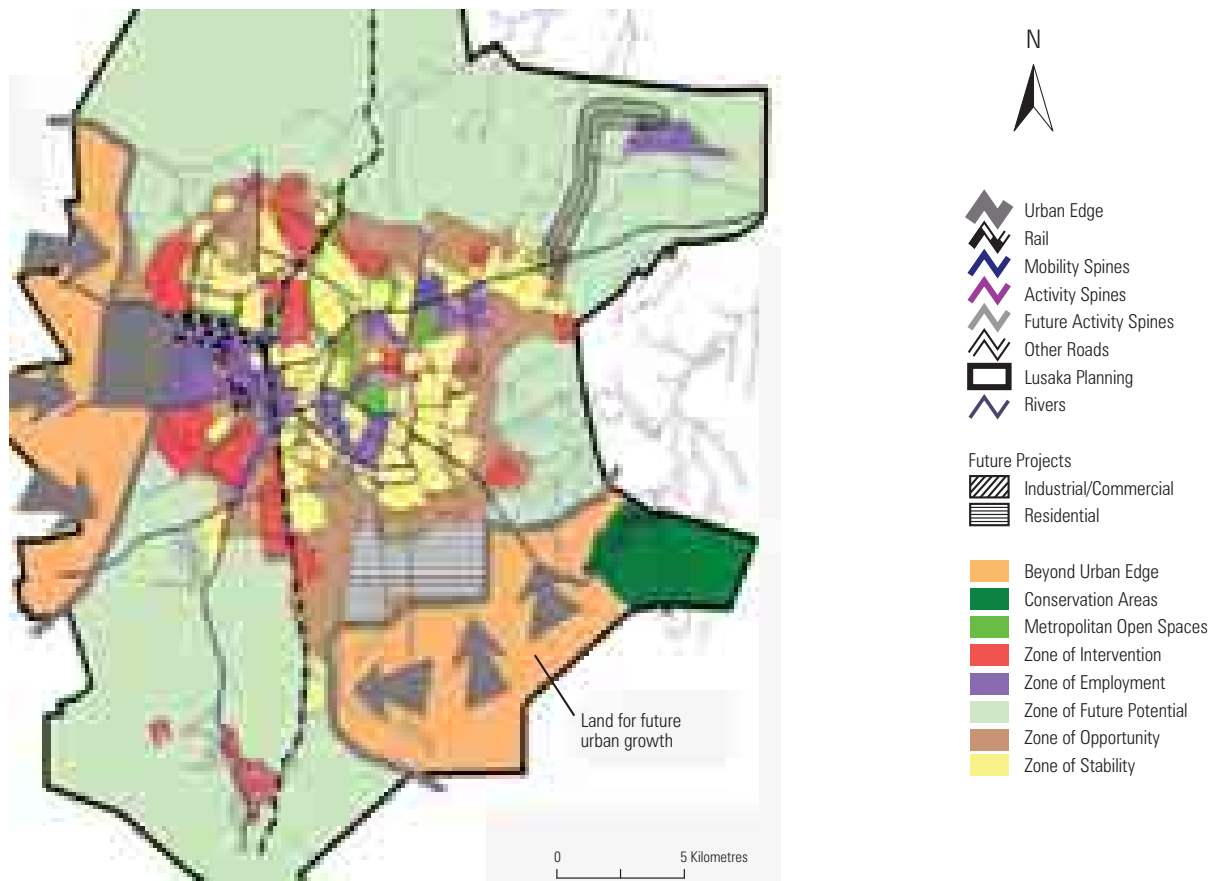 N
Urban Edge
Rail
Mobility Spines
Activity Spines
Future Activity Spines
Other Roads
Lusaka Planning
Rivers
Future Projects
Industrial/Commercial
Residential
Beyond Urban Edge
Conservation Areas
Metropolitan Open Spaces
Zone of Intervention
Zone of Employment
Zone of Future Potential
Zone of Opportunity
Zone of Stability
Land for future
urban growth
0 5 Kilometres